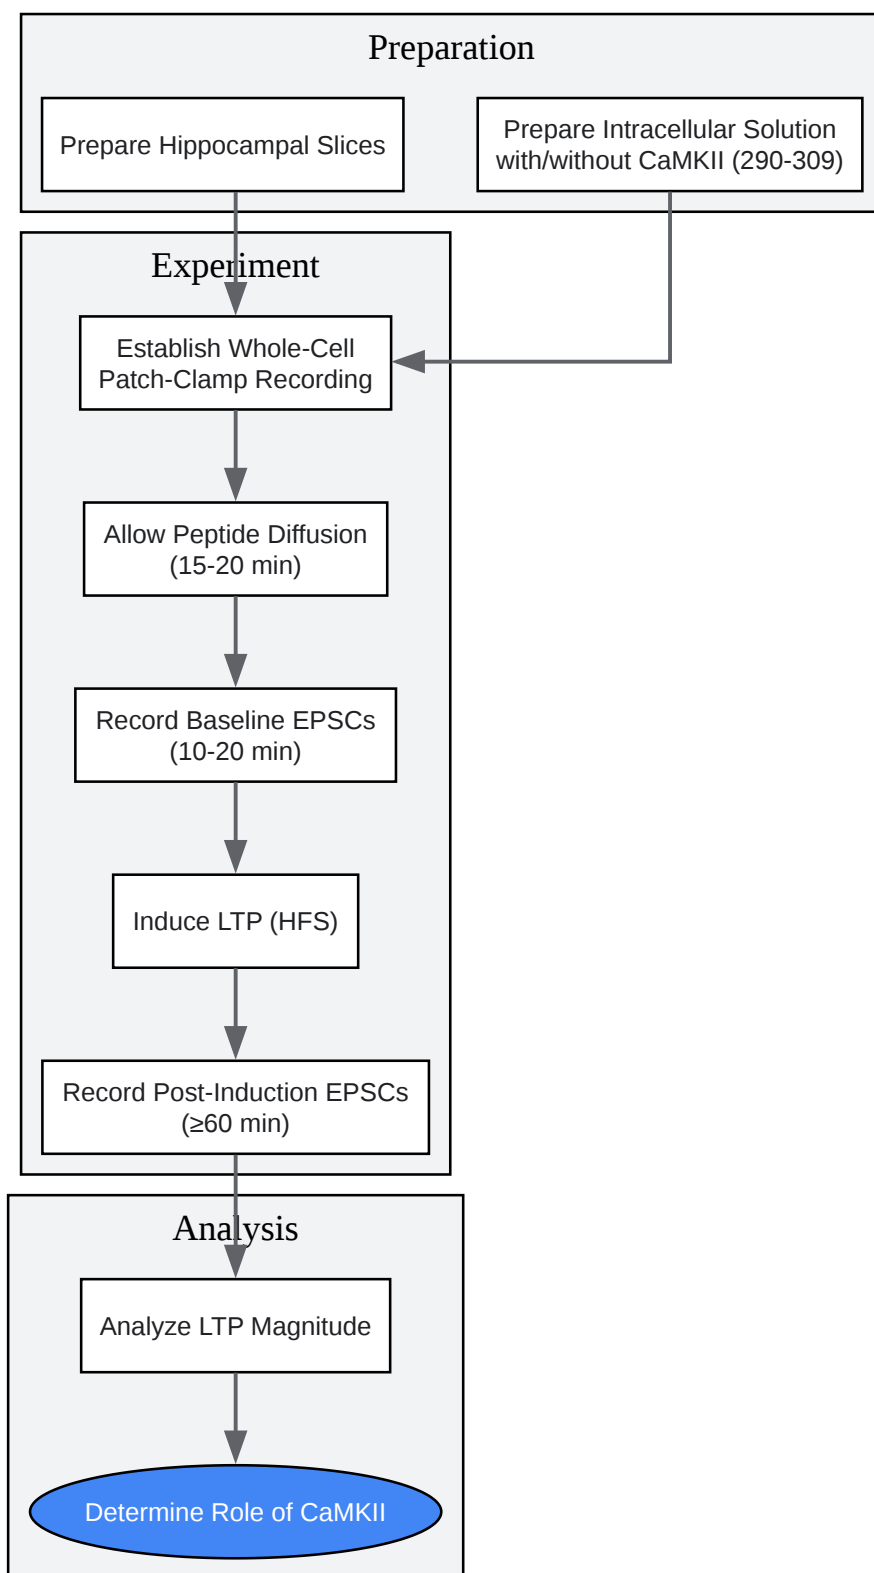 Preparation
Prepare Hippocampal Slices
Prepare Intracellular Solution
with/without CaMKII (290-309)
Experiment
Establish Whole-Cell
Patch-Clamp Recording
Allow Peptide Diffusion
(15-20 min)
Record Baseline EPSCs
(10-20 min)
Induce LTP (HFS)
Record Post-Induction EPSCs
(≥60 min)
Analysis
Analyze LTP Magnitude
Determine Role of CaMKII